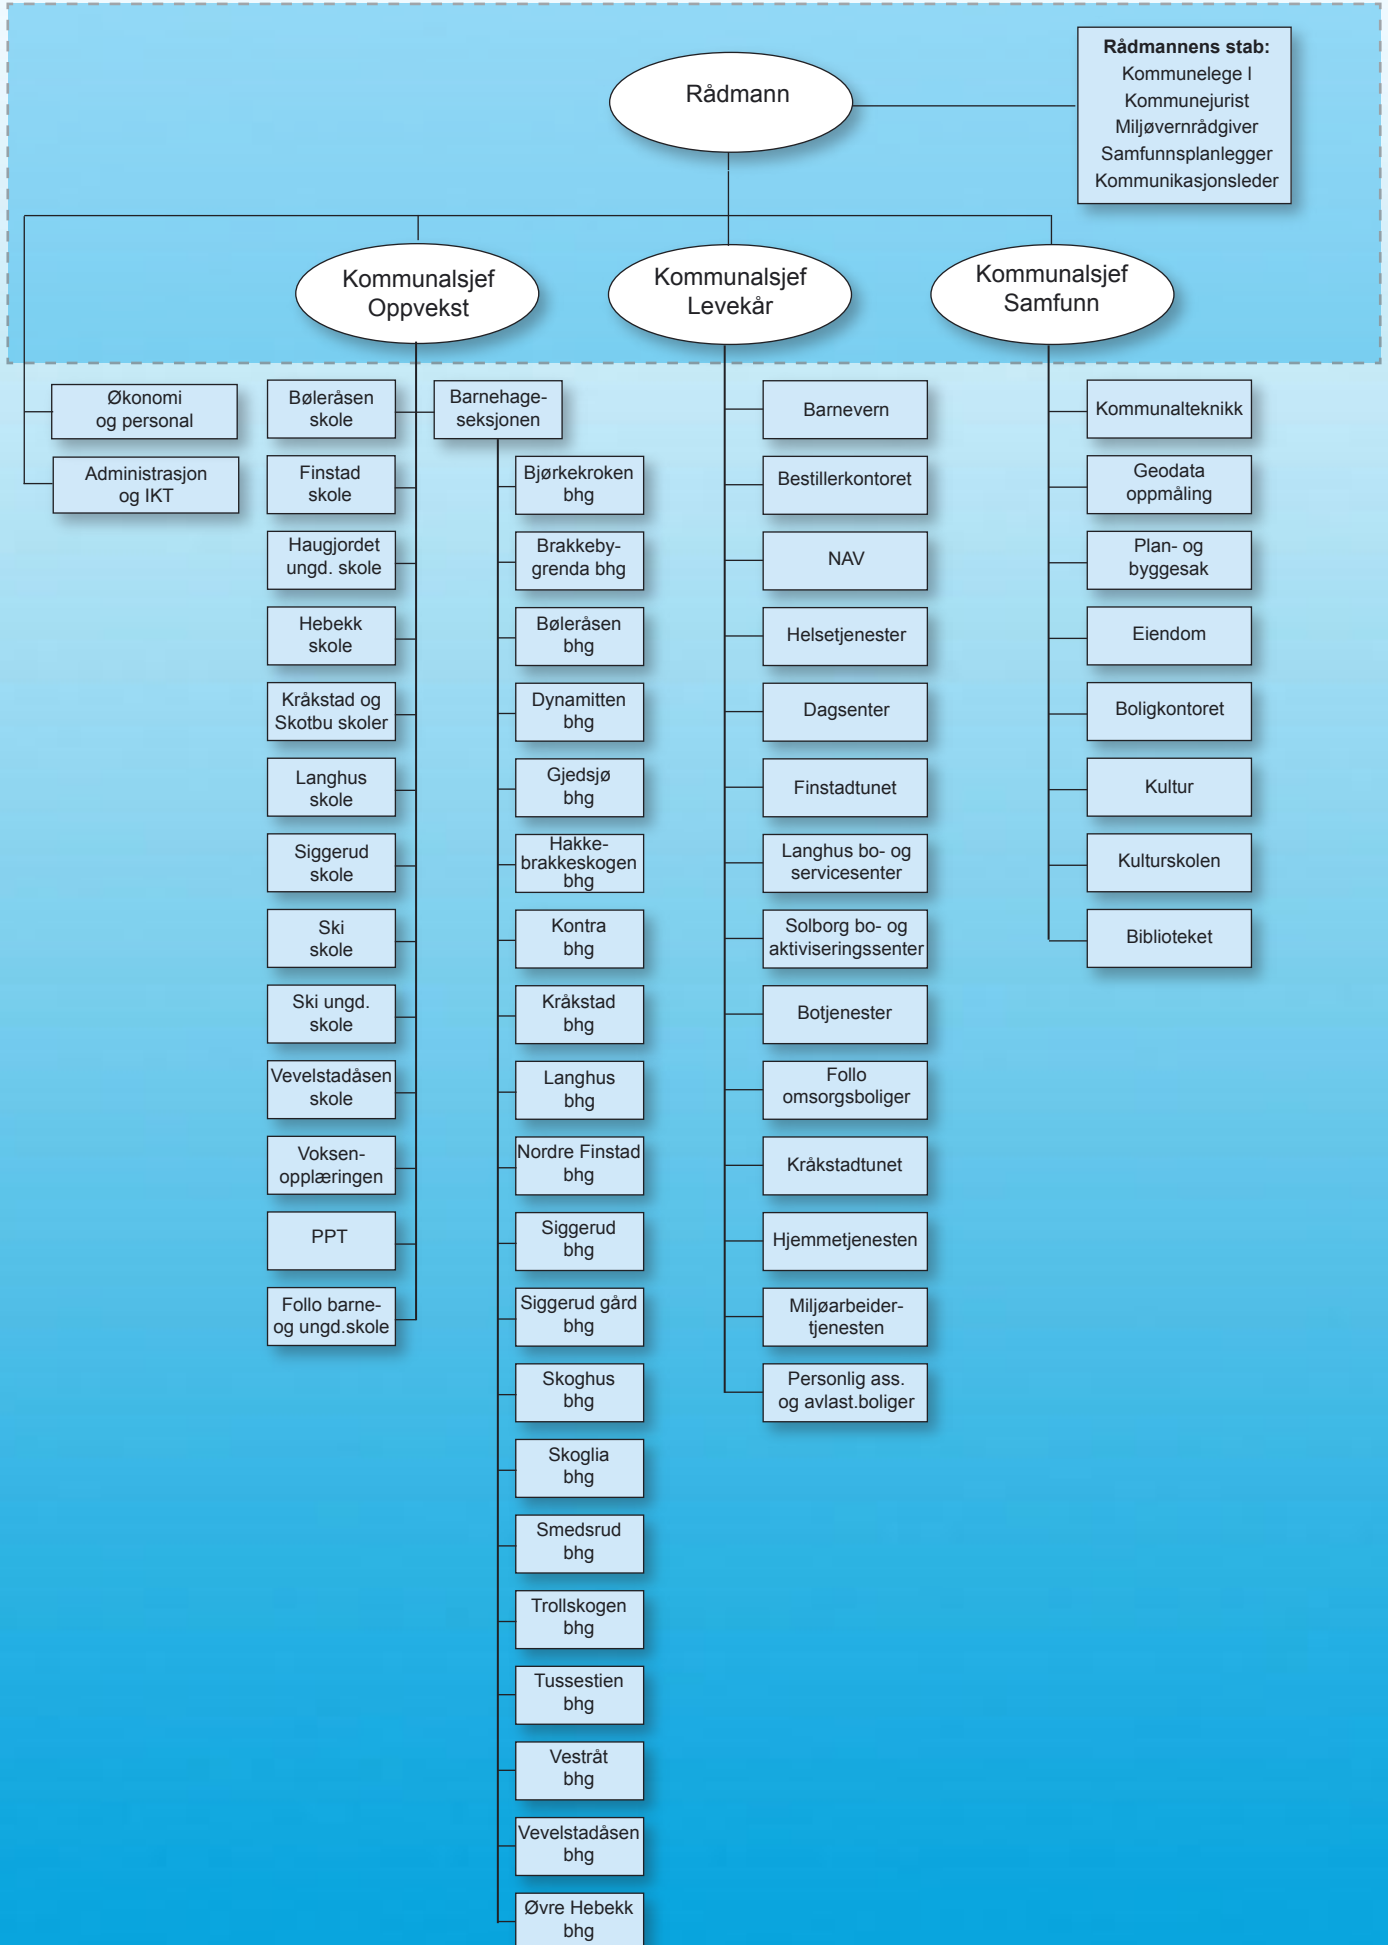 Rådmann
Rådmannens stab:
Kommunelege I
Kommunejurist
Miljøvernrådgiver
Samfunnsplanlegger
Kommunikasjonsleder
Kommunalsjef
Oppvekst
Kommunalsjef
Levekår
Kommunalsjef
Samfunn
Økonomi
og personal
Administrasjon
og IKT
Bøleråsen
skole
Finstad
skole
Haugjordet
ungd. skole
Hebekk
skole
Kråkstad og
Skotbu skoler
Langhus
skole
Siggerud
skole
Ski
skole
Ski ungd.
skole
Vevelstadåsen
skole
Voksen-
opplæringen
PPT
Follo barne-
og ungd.skole
Barnehage-
seksjonen
Bjørkekroken
bhg
Brakkeby-
grenda bhg
Bøleråsen
bhg
Dynamitten
bhg
Gjedsjø
bhg
Hakke-
brakkeskogen
bhg
Kontra
bhg
Kråkstad
bhg
Langhus
bhg
Nordre Finstad
bhg
Siggerud
bhg
Siggerud gård
bhg
Skoghus
bhg
Skoglia
bhg
Smedsrud
bhg
Trollskogen
bhg
Tussestien
bhg
Vestråt
bhg
Vevelstadåsen
bhg
Øvre Hebekk
bhg
Barnevern
Bestillerkontoret
NAV
Helsetjenester
Dagsenter
Finstadtunet
Langhus bo- og
servicesenter
Solborg bo- og
aktiviseringssenter
Botjenester
Follo
omsorgsboliger
Kråkstadtunet
Hjemmetjenesten
Miljøarbeider-
tjenesten
Personlig ass.
og avlast.boliger
Kommunalteknikk
Geodata
oppmåling
Plan- og
byggesak
Eiendom
Boligkontoret
Kultur
Kulturskolen
Biblioteket